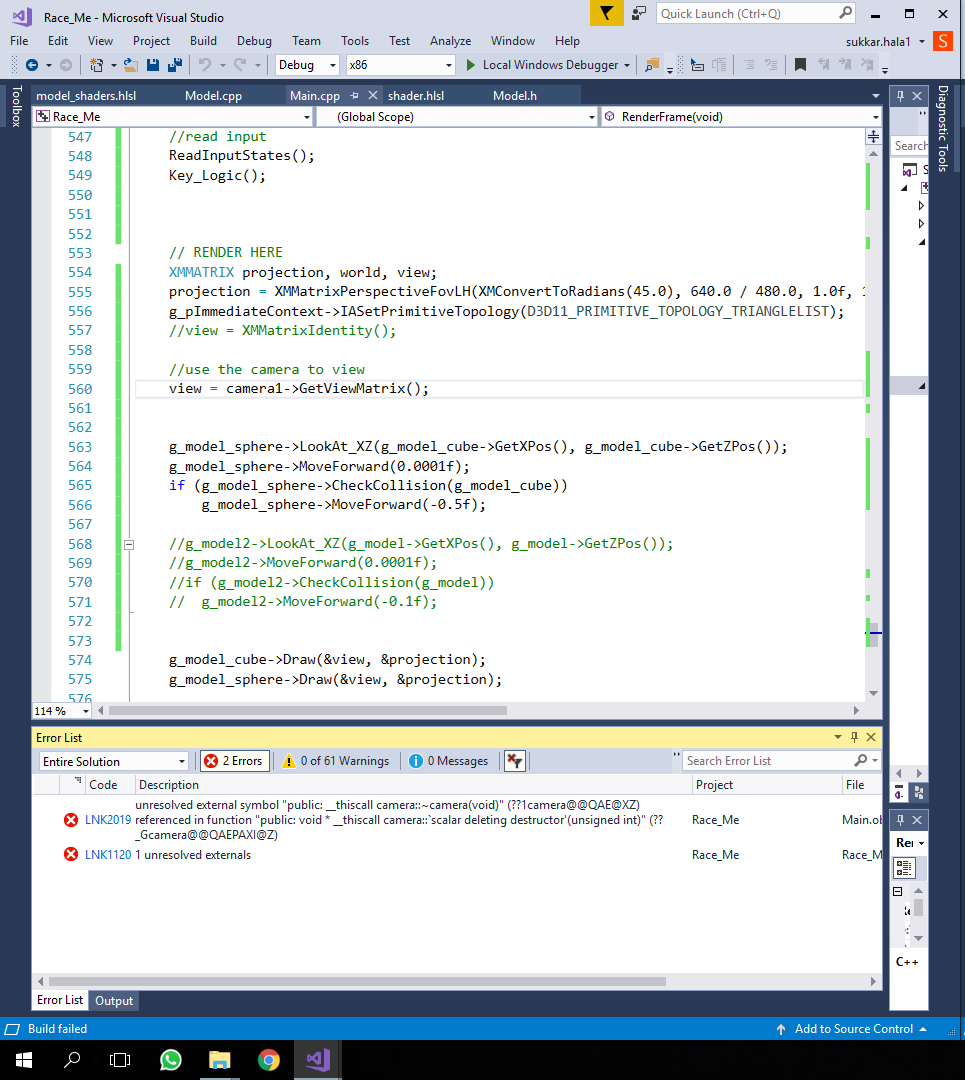 Race_Me - Microsoft Visual Studio
Quick Launch (Ctrl+Q)
File Edit View Project Build Debug Team Tools Test Analyze Window Help
sukkar.hala1 S
Debug x86 Local Windows Debugger
Toolbox
model_shaders.hlsl Model.cpp Main.cpp shader.hlsl Model.h
Race_Me (Global Scope) RenderFrame(void)
Diagnostic Tools
Search
547 //read input
548 ReadInputStates();
549 Key_Logic();
550
551
552
553 // RENDER HERE
554 XMMATRIX projection, world, view;
555 projection = XMMatrixPerspectiveFovLH(XMConvertToRadians(45.0), 640.0 / 480.0, 1.0f, 1
556 g_pImmediateContext->IASetPrimitiveTopology(D3D11_PRIMITIVE_TOPOLOGY_TRIANGLELIST);
557 //view = XMMatrixIdentity();
558
559 //use the camera to view
560 view = camera1->GetViewMatrix();
561
562
563 g_model_sphere->LookAt_XZ(g_model_cube->GetXPos(), g_model_cube->GetZPos());
564 g_model_sphere->MoveForward(0.0001f);
565 if (g_model_sphere->CheckCollision(g_model_cube))
566 g_model_sphere->MoveForward(-0.5f);
567
568 //g_model2->LookAt_XZ(g_model->GetXPos(), g_model->GetZPos());
569 //g_model2->MoveForward(0.0001f);
570 //if (g_model2->CheckCollision(g_model))
571 // g_model2->MoveForward(-0.1f);
572
573
574 g_model_cube->Draw(&view, &projection);
575 g_model_sphere->Draw(&view, &projection);
576
114 %
Error List
Entire Solution 2 Errors 0 of 61 Warnings 0 Messages Search Error List
Code Description Project File
unresolved external symbol "public: __thiscall camera::~camera(void)" (??1camera@@QAE@XZ)
LNK2019 referenced in function "public: void * __thiscall camera::`scalar deleting destructor'(unsigned int)" (?? Race_Me Main.ob
_Gcamera@@QAEPAXI@Z)
LNK1120 1 unresolved externals Race_Me Race_M
Rei
C++
Error List Output
Build failed Add to Source Control